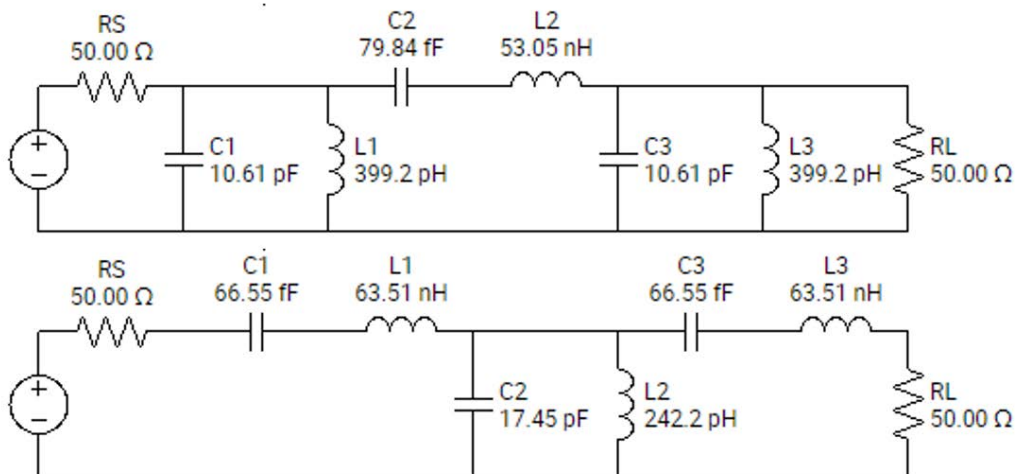 RS
50.00 Ω
C2
79.84 fF
L2
53.05 nH
C1
10.61 pF
L1
399.2 pH
C3
10.61 pF
L3
399.2 pH
RL
50.00 Ω
RS
50.00 Ω
C1
66.55 fF
L1
63.51 nH
C3
66.55 fF
L3
63.51 nH
C2
17.45 pF
L2
242.2 pH
RL
50.00 Ω